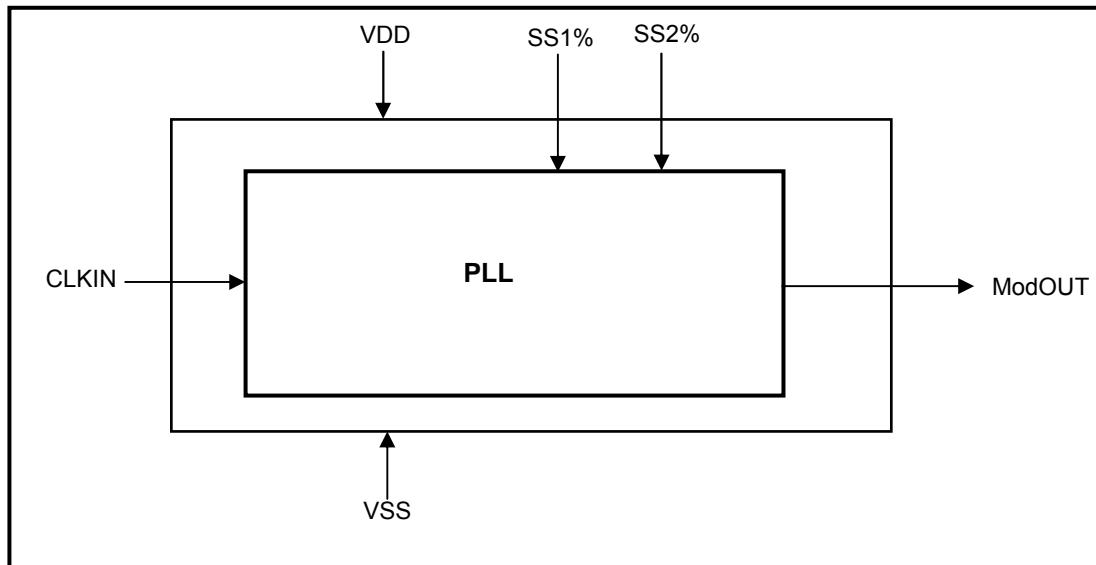 VDD
SS1%
SS2%
CLKIN
PLL
ModOUT
VSS